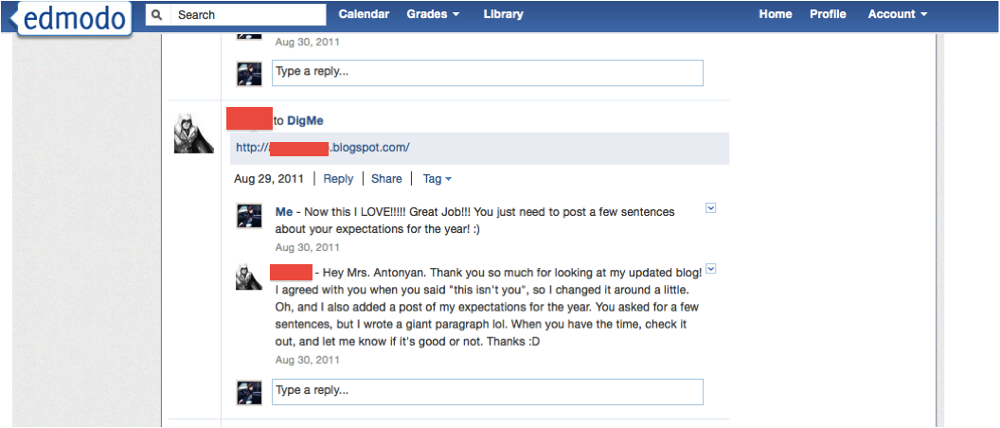 edmodo Search Calendar Grades Library Home Profile Account
Aug 30, 2011
Type a reply...
to DigMe
http:// .blogspot.com/
Aug 29, 2011 Reply Share Tag
Me - Now this I LOVE!!!!! Great Job!!! You just need to post a few sentences
about your expectations for the year! :)
Aug 30, 2011
- Hey Mrs. Antonyan. Thank you so much for looking at my updated blog!
I agreed with you when you said "this isn't you", so I changed it around a little.
Oh, and I also added a post of my expectations for the year. You asked for a few
sentences, but I wrote a giant paragraph lol. When you have the time, check it
out, and let me know if it's good or not. Thanks :D
Aug 30, 2011
Type a reply...